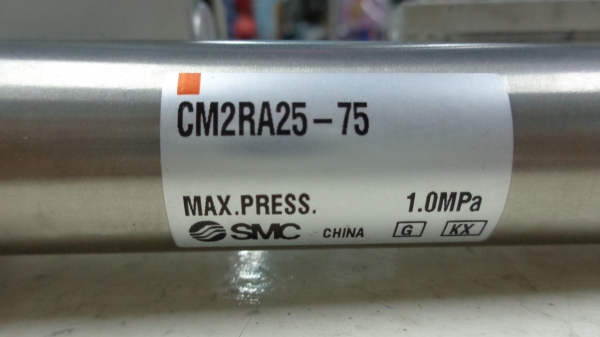 CM2RA25-75
MAX.PRESS. 1.0MPa
SMC CHINA G KX